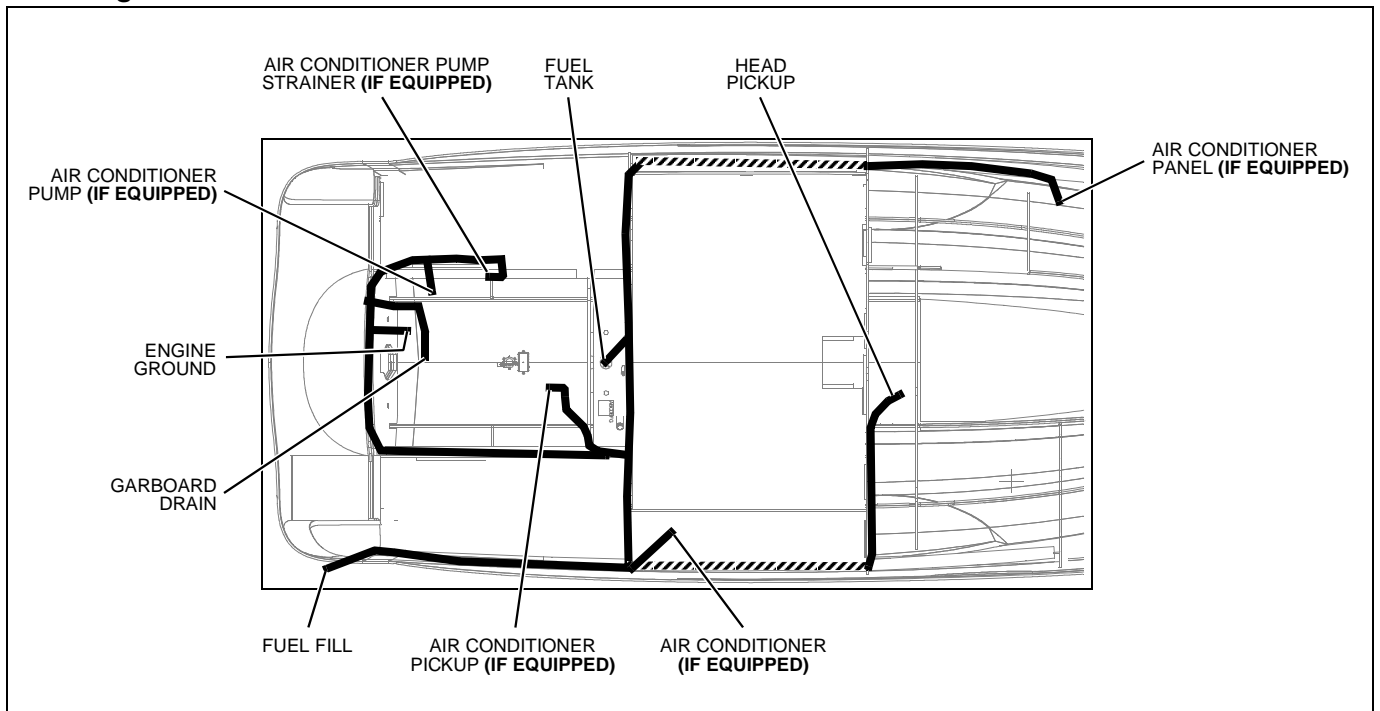 AIR CONDITIONER PUMP
STRAINER (IF EQUIPPED)
FUEL
TANK
HEAD
PICKUP
AIR CONDITIONER
PANEL (IF EQUIPPED)
AIR CONDITIONER
PUMP (IF EQUIPPED)
ENGINE
GROUND
GARBOARD
DRAIN
FUEL FILL
AIR CONDITIONER
PICKUP (IF EQUIPPED)
AIR CONDITIONER
(IF EQUIPPED)